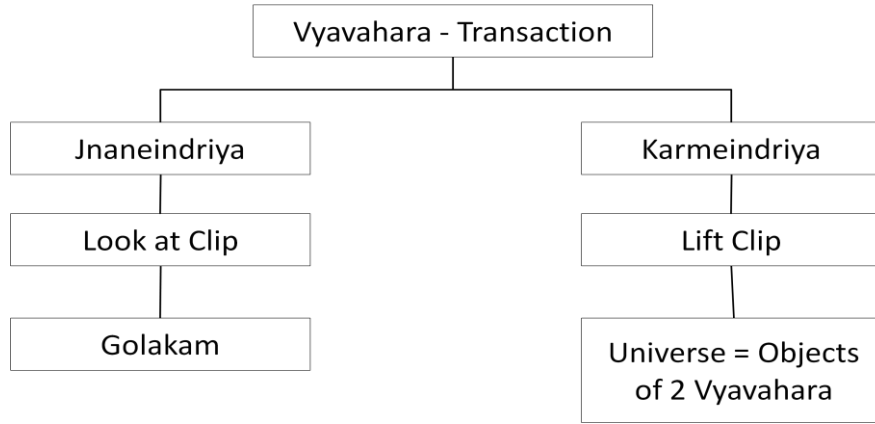 Vyavahara - Transaction
Jnaneindriya
Karmeindriya
Look at Clip
Lift Clip
Golakam
Universe = Objects
of 2 Vyavahara